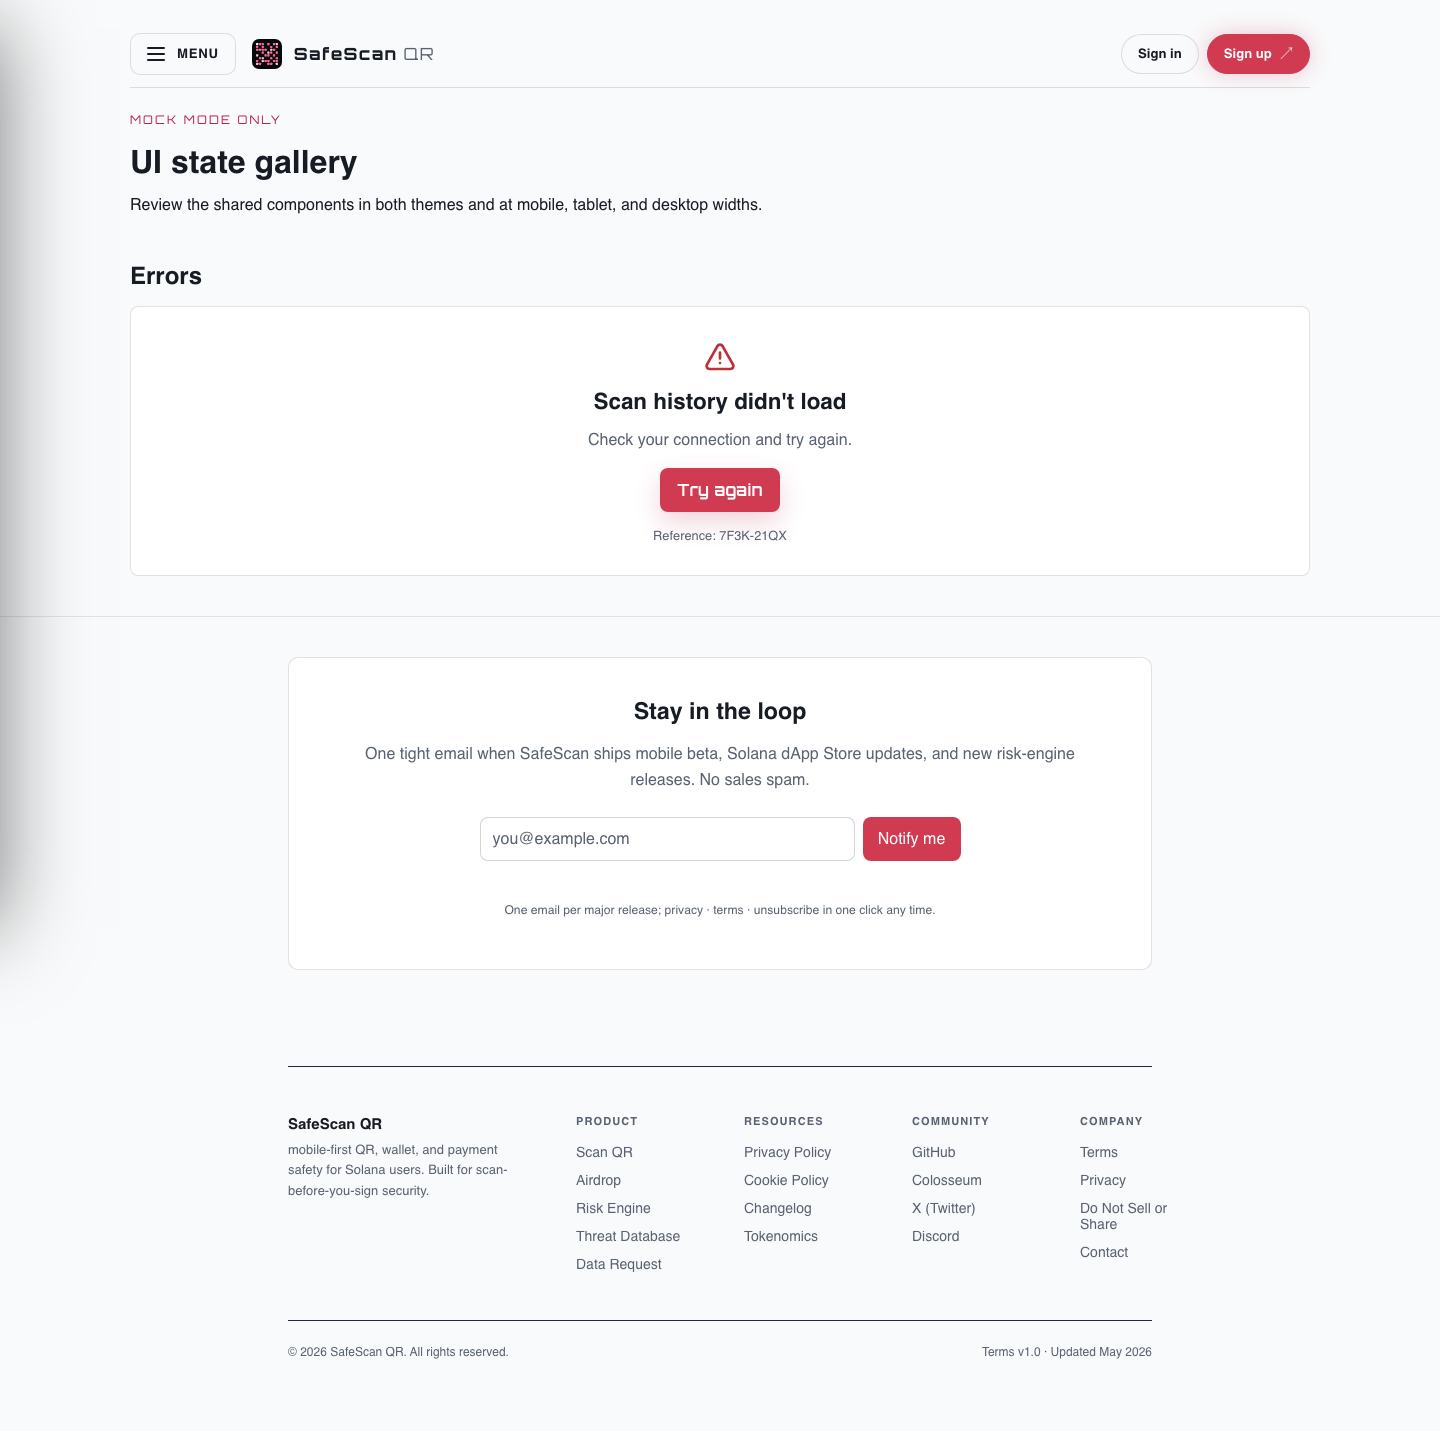 MENU
SafeScan QR
Sign in
Sign up
MOCK MODE ONLY
UI state gallery
Review the shared components in both themes and at mobile, tablet, and desktop widths.
Errors
Scan history didn't load
Check your connection and try again.
Try again
Reference: 7F3K-21QX
Stay in the loop
One tight email when SafeScan ships mobile beta, Solana dApp Store updates, and new risk-engine
releases. No sales spam.
you@example.com
Notify me
One email per major release; privacy · terms · unsubscribe in one click any time.
SafeScan QR
mobile-first QR, wallet, and payment
safety for Solana users. Built for scan-
before-you-sign security.
PRODUCT
Scan QR
Airdrop
Risk Engine
Threat Database
Data Request
RESOURCES
Privacy Policy
Cookie Policy
Changelog
Tokenomics
COMMUNITY
GitHub
Colosseum
X (Twitter)
Discord
COMPANY
Terms
Privacy
Do Not Sell or
Share
Contact
© 2026 SafeScan QR. All rights reserved.
Terms v1.0 · Updated May 2026